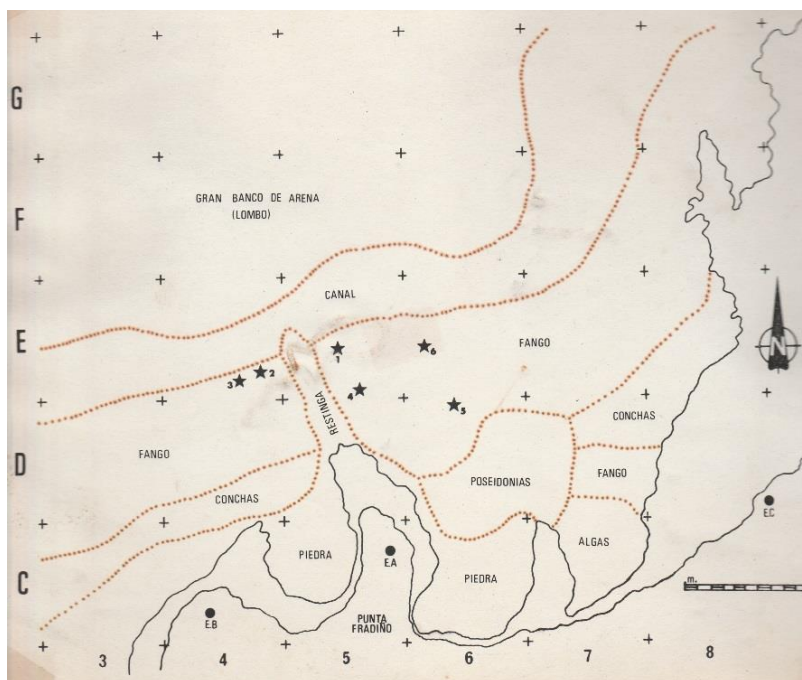 G
GRAN BANCO DE ARENA
(LOMBO)
F
CANAL
E
1
6
FANGO
N
3
2
4
5
RESTINGA
CONCHAS
FANGO
D
POSEIDONIAS
FANGO
CONCHAS
E.C
ALGAS
PIEDRA
E.A
PIEDRA
C
m.
E.B
PUNTA
FRADIÑO
3
4
5
6
7
8